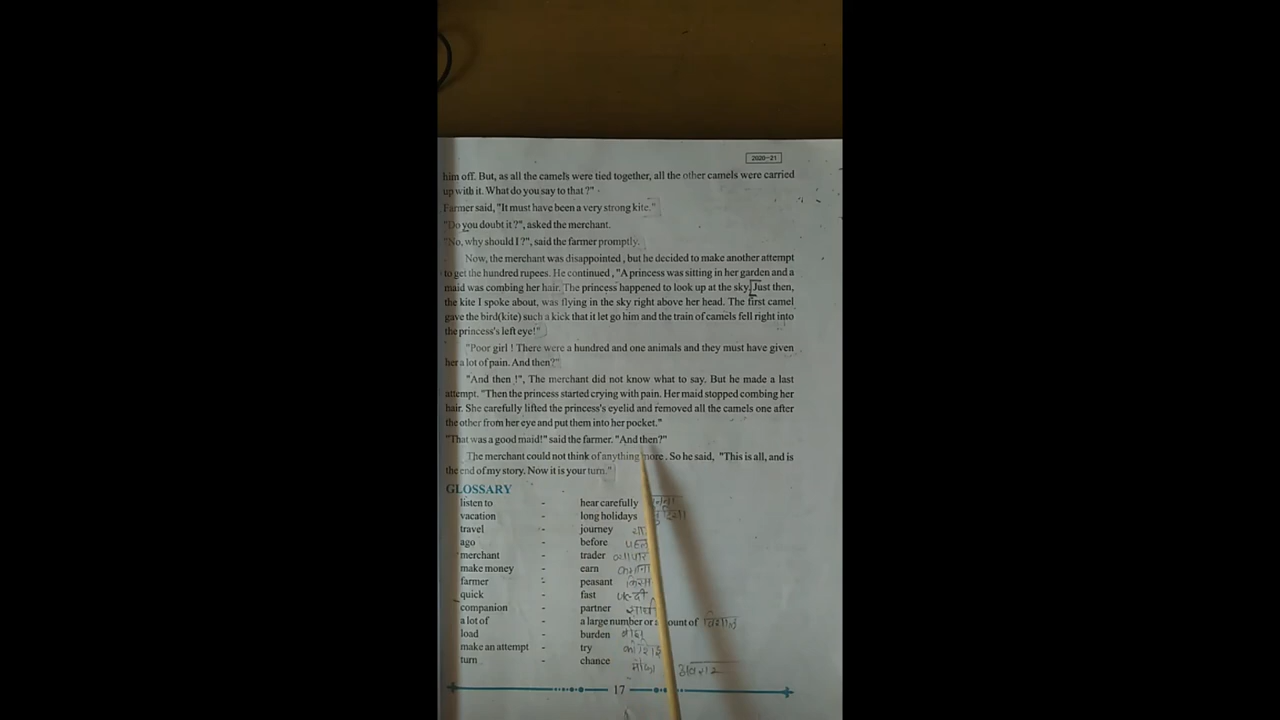 2020-21
him off. But, as all the camels were tied together, all the other camels were carried
up with it. What do you say to that ?"
Farmer said, "It must have been a very strong kite."
"Do you doubt it ?", asked the merchant.
"No, why should I ?", said the farmer promptly.
Now, the merchant was disappointed , but he decided to make another attempt
to get the hundred rupees. He continued , "A princess was sitting in her garden and a
maid was combing her hair. The princess happened to look up at the sky. Just then,
the kite I spoke about, was flying in the sky right above her head. The first camel
gave the bird(kite) such a kick that it let go him and the train of camels fell right into
the princess's left eye!"
"Poor girl ! There were a hundred and one animals and they must have given
her a lot of pain. And then?"
"And then !", The merchant did not know what to say. But he made a last
attempt. "Then the princess started crying with pain. Her maid stopped combing her
hair. She carefully lifted the princess's eyelid and removed all the camels one after
the other from her eye and put them into her pocket."
"That was a good maid!" said the farmer. "And then?"
The merchant could not think of anything more . So he said, "This is all, and is
the end of my story. Now it is your turn."
GLOSSARY
listen to - hear carefully
vacation - long holidays
travel - journey
ago - before पहले
merchant - trader व्यापार
make money - earn कमाना
farmer - peasant किसा
quick - fast जल्दी
companion - partner साथी
a lot of - a large number or a ount of विशाल
load - burden बोझ
make an attempt - try कोशिश
turn - chance मौका अवसर
17